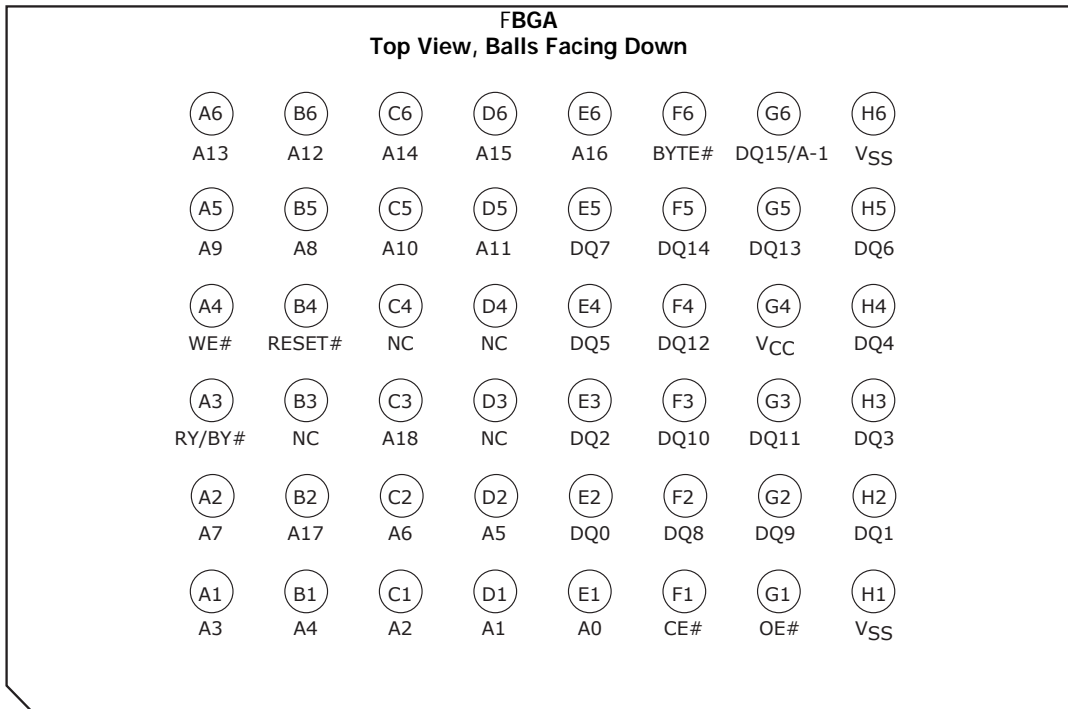 FBGA
Top View, Balls Facing Down
A6 B6 C6 D6 E6 F6 G6 H6
A13 A12 A14 A15 A16 BYTE# DQ15/A-1 VSS
A5 B5 C5 D5 E5 F5 G5 H5
A9 A8 A10 A11 DQ7 DQ14 DQ13 DQ6
A4 B4 C4 D4 E4 F4 G4 H4
WE# RESET# NC NC DQ5 DQ12 VCC DQ4
A3 B3 C3 D3 E3 F3 G3 H3
RY/BY# NC A18 NC DQ2 DQ10 DQ11 DQ3
A2 B2 C2 D2 E2 F2 G2 H2
A7 A17 A6 A5 DQ0 DQ8 DQ9 DQ1
A1 B1 C1 D1 E1 F1 G1 H1
A3 A4 A2 A1 A0 CE# OE# VSS